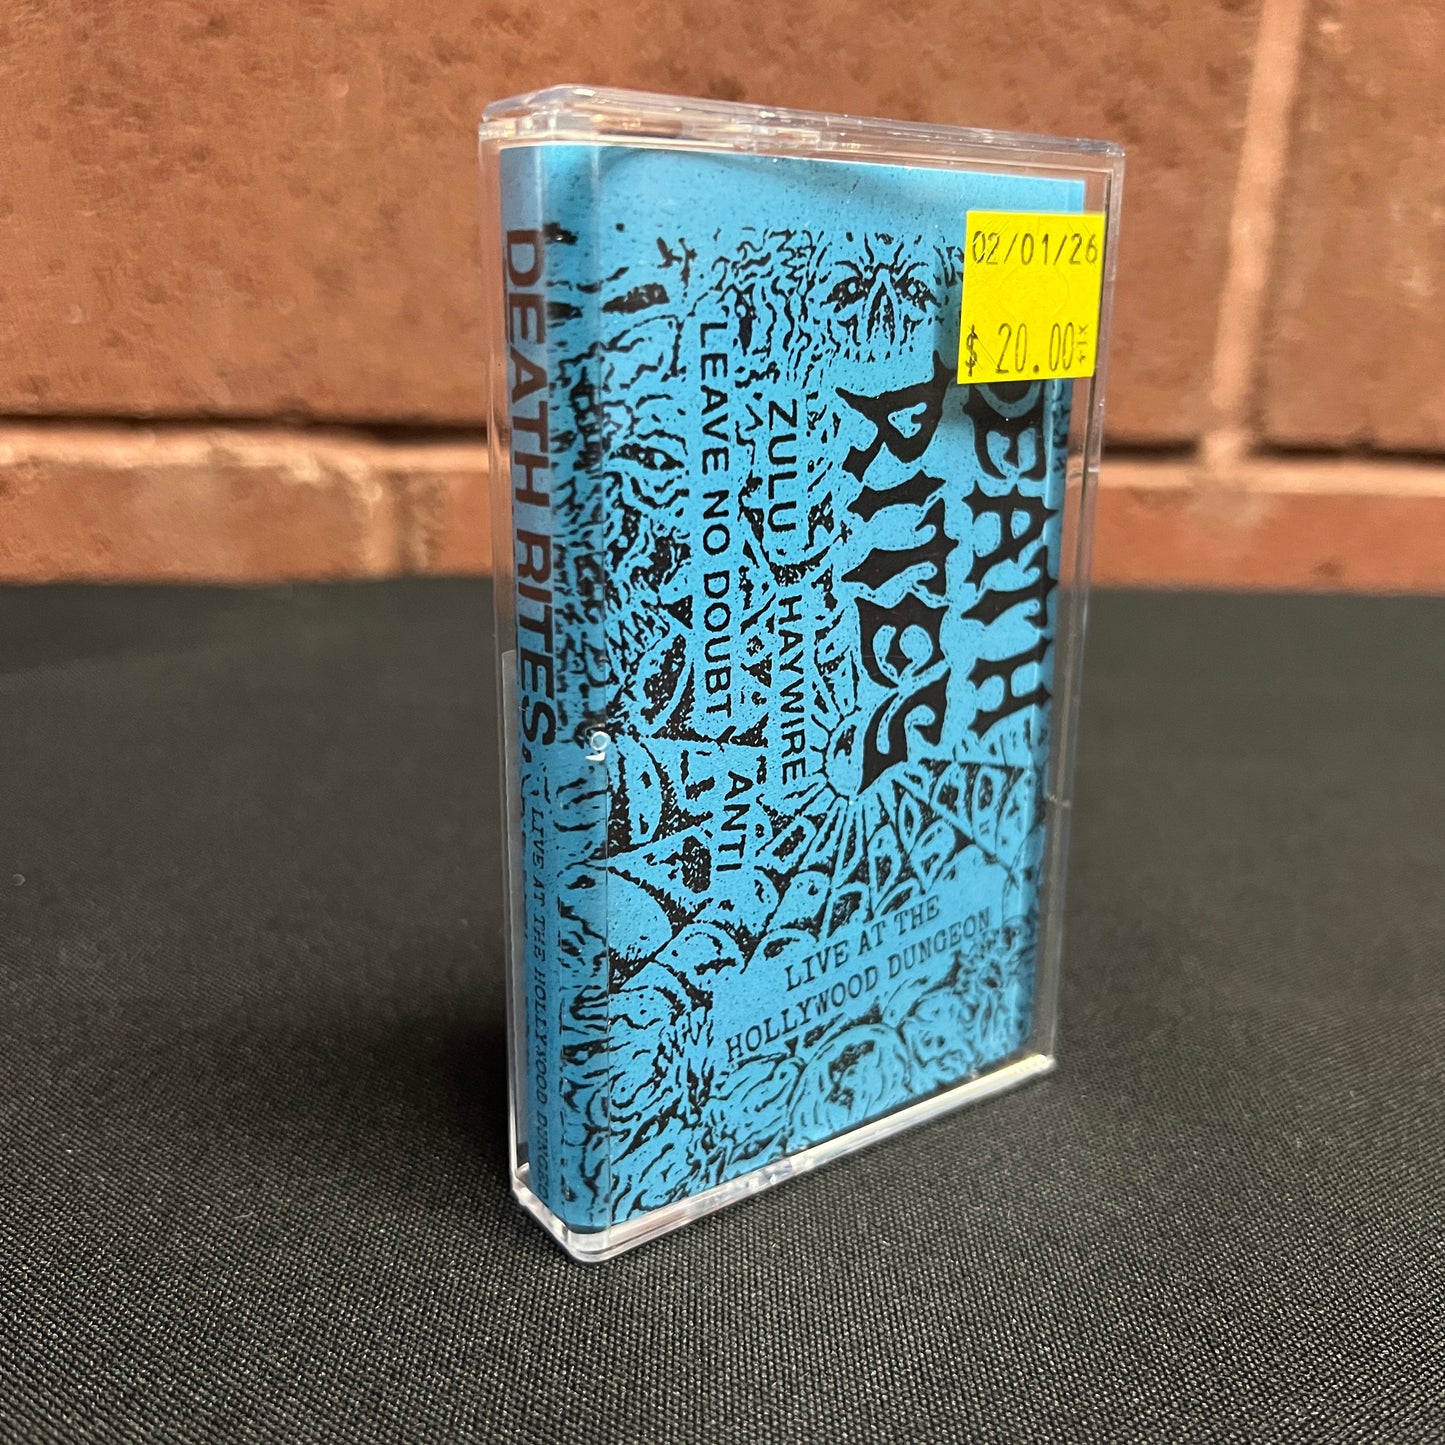 02/01/26
$ 20.00
DEATH
RITES
ZULU HAYWIRE
LEAVE NO DOUBT ANTI
LIVE AT THE
HOLLYWOOD DUNGEON
DEATH RITES LIVE AT THE HOLLYWOOD DUNGEON